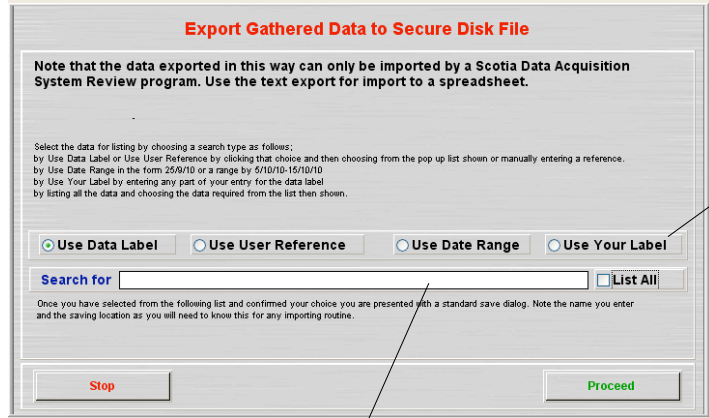 Export Gathered Data to Secure Disk File
Note that the data exported in this way can only be imported by a Scotia Data Acquisition
System Review program. Use the text export for import to a spreadsheet.
Select the data for listing by choosing a search type as follows;
by Use Data Label or Use User Reference by clicking that choice and then choosing from the pop up list shown or manually entering a reference.
by Use Date Range in the form 25/9/10 or a range by 5/10/10-15/10/10
by Use Your Label by entering any part of your entry for the data label
by listing all the data and choosing the data required from the list then shown.
Use Data Label Use User Reference Use Date Range Use Your Label
Search for List All
Once you have selected from the following list and confirmed your choice you are presented with a standard save dialog. Note the name you enter
and the saving location as you will need to know this for any importing routine.
Stop Proceed